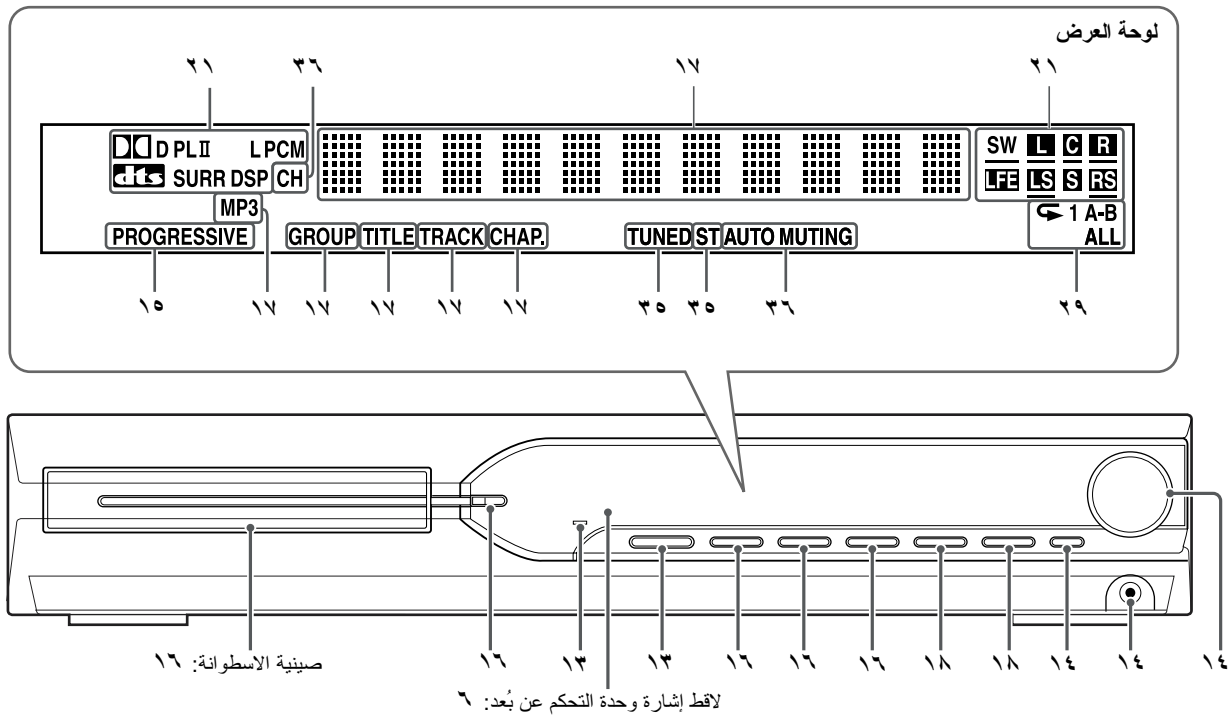 لوحة العرض
٢١ ٣٦ ١٧ ٢١
D PL II L PCM SW L C R
dts SURR DSP CH LFE LS S RS
MP3 1 A-B
PROGRESSIVE GROUP TITLE TRACK CHAP. TUNED ST AUTO MUTING ALL
١٥ ١٧ ١٧ ١٧ ١٧ ١٧ ٣٥ ٣٥ ٣٦ ٢٩
صينية الاسطوانة: ١٦ ١٦ ١٣ ١٣ ١٦ ١٦ ١٦ ١٨ ١٨ ١٤ ١٤ ١٤
لاقط إشارة وحدة التحكم عن بُعد: ٦